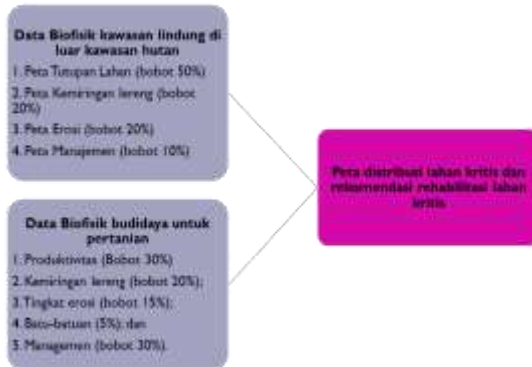 Data Biofisik kawasan lindung di
luar kawasan hutan
1. Peta Tutupan Lahan (bobot 50%)
2. Peta Kemiringan lereng (bobot
20%)
3. Peta Erosi (bobot 20%)
4. Peta Manajemen (bobot 10%)
Peta distribusi lahan kritis dan
rekomendasi rehabilitasi lahan
kritis
Data Biofisik budidaya untuk
pertanian
1. Produktivitas (Bobot 30%)
2. Kemiringan lereng (bobot 20%);
3. Tingkat erosi (bobot 15%);
4. Batu-batuan (5%); dan
5. Managemen (bobot 30%).